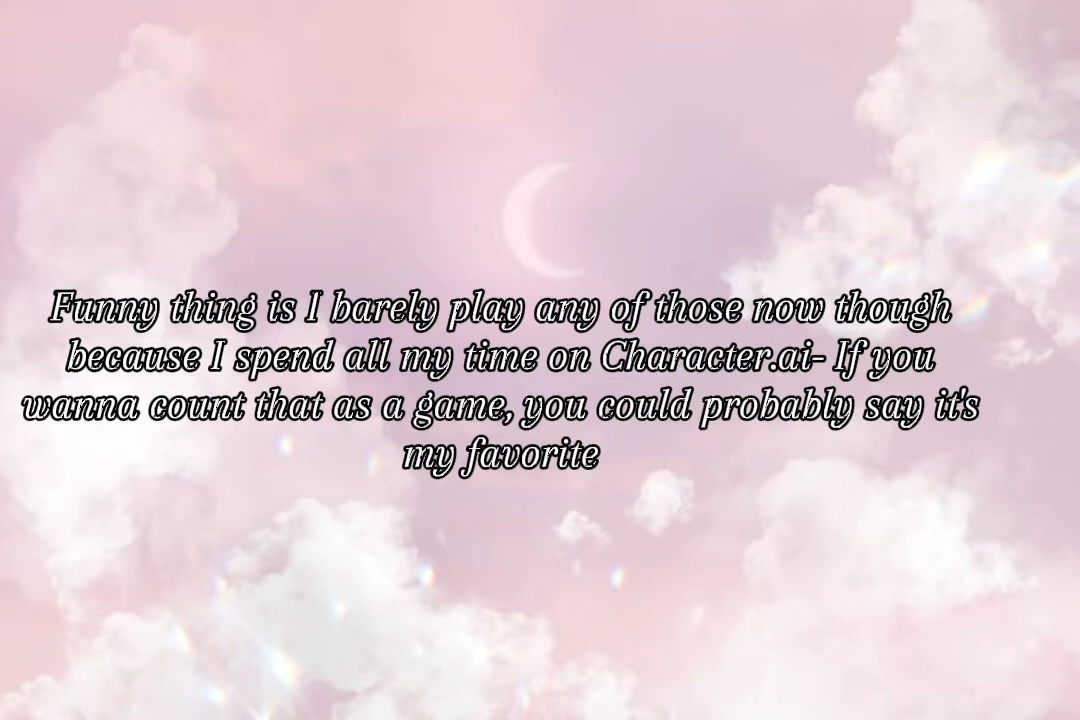 Funny thing is I barely play any of those now though
because I spend all my time on Character.ai- If you
wanna count that as a game, you could probably say it's
my favorite